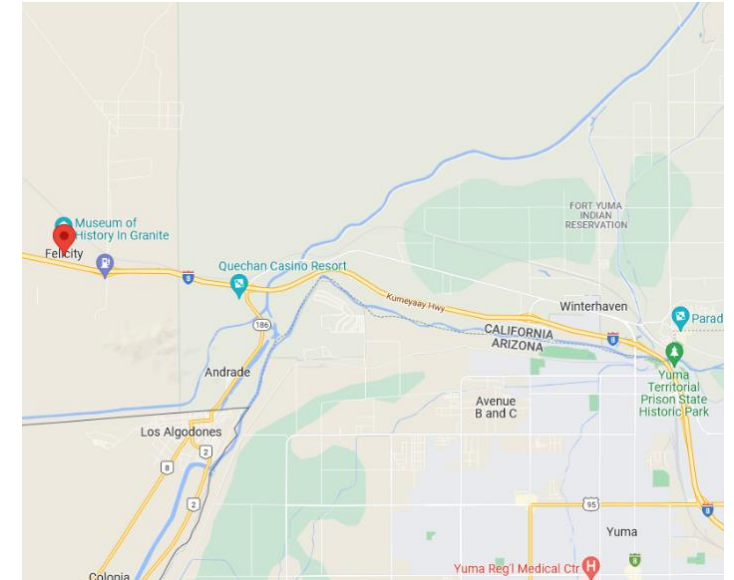 FORT YUMA
INDIAN
RESERVATION
Museum of
History In Granite
Felicity
8
Quechan Casino Resort
Kumeyaay Hwy
Winterhaven
Parad
186
CALIFORNIA
ARIZONA
8
Andrade
Yuma
Territorial
Prison State
Historic Park
Avenue
B and C
Los Algodones
2
8
2
95
8
Yuma
8
Yuma Reg'l Medical Ctr
H
Colonia